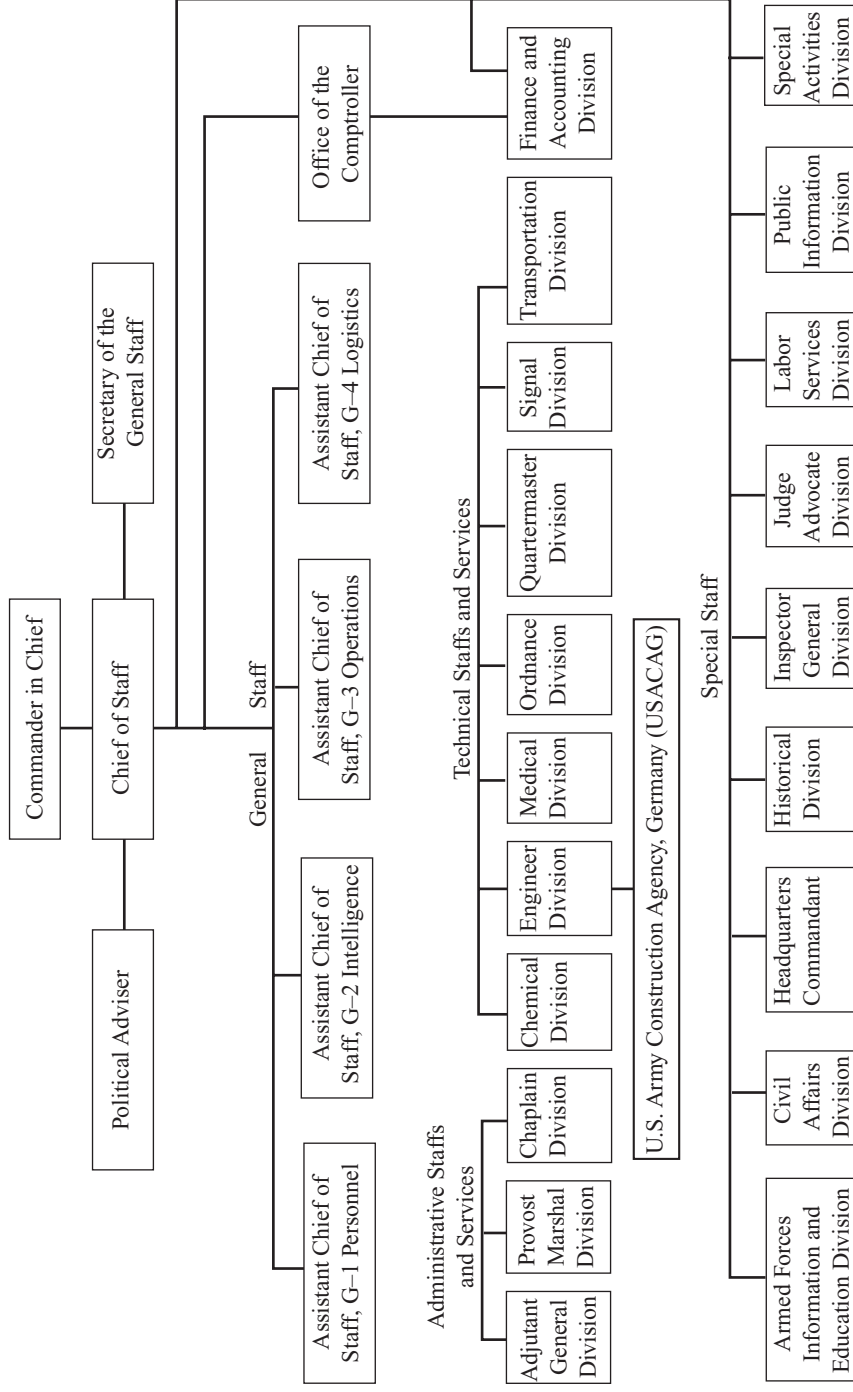 Commander in Chief
Political Adviser
Chief of Staff
Secretary of the
General Staff
General Staff
Assistant Chief of
Staff, G–1 Personnel
Assistant Chief of
Staff, G–2 Intelligence
Assistant Chief of
Staff, G–3 Operations
Assistant Chief of
Staff, G–4 Logistics
Office of the
Comptroller
Administrative Staffs
and Services
Adjutant
General
Division
Provost
Marshal
Division
Chaplain
Division
Technical Staffs and Services
Chemical
Division
Engineer
Division
Medical
Division
Ordnance
Division
Quartermaster
Division
Signal
Division
Transportation
Division
Finance and
Accounting
Division
U.S. Army Construction Agency, Germany (USACAG)
Special Staff
Armed Forces
Information and
Education Division
Civil
Affairs
Division
Headquarters
Commandant
Historical
Division
Inspector
General
Division
Judge
Advocate
Division
Labor
Services
Division
Public
Information
Division
Special
Activities
Division